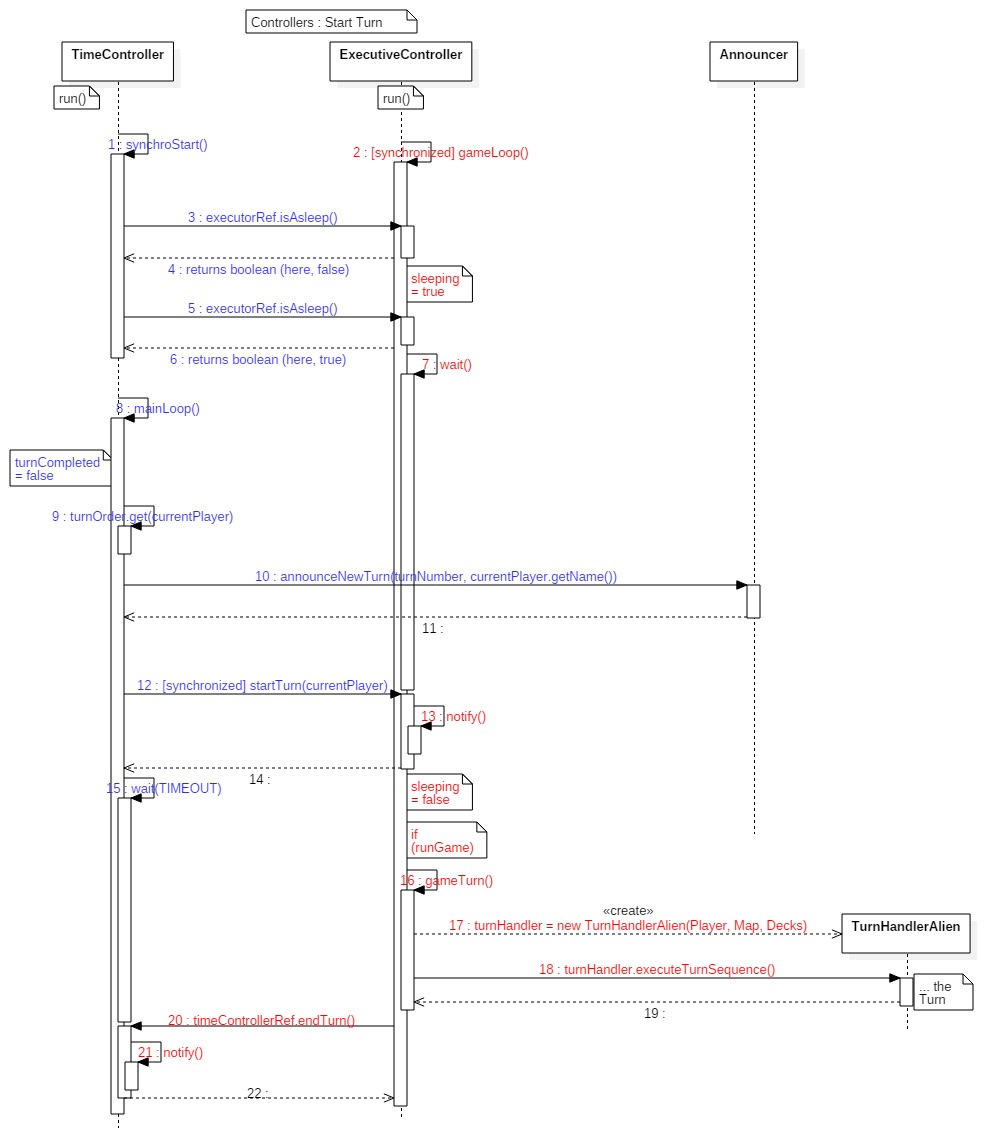 Controllers : Start Turn
TimeController
ExecutiveController
Announcer
run()
run()
1 : synchroStart()
2 : [synchronized] gameLoop()
3 : executorRef.isAsleep()
4 : returns boolean (here, false)
sleeping
= true
5 : executorRef.isAsleep()
6 : returns boolean (here, true)
7 : wait()
8 : mainLoop()
turnCompleted
= false
9 : turnOrder.get(currentPlayer)
10 : announceNewTurn(turnNumber, currentPlayer.getName())
11 :
12 : [synchronized] startTurn(currentPlayer)
13 : notify()
14 :
sleeping
= false
15 : wait(TIMEOUT)
if
(runGame)
16 : gameTurn()
«create»
17 : turnHandler = new TurnHandlerAlien(Player, Map, Decks)
TurnHandlerAlien
18 : turnHandler.executeTurnSequence()
... the
Turn
19 :
20 : timeControllerRef.endTurn()
21 : notify()
22 :